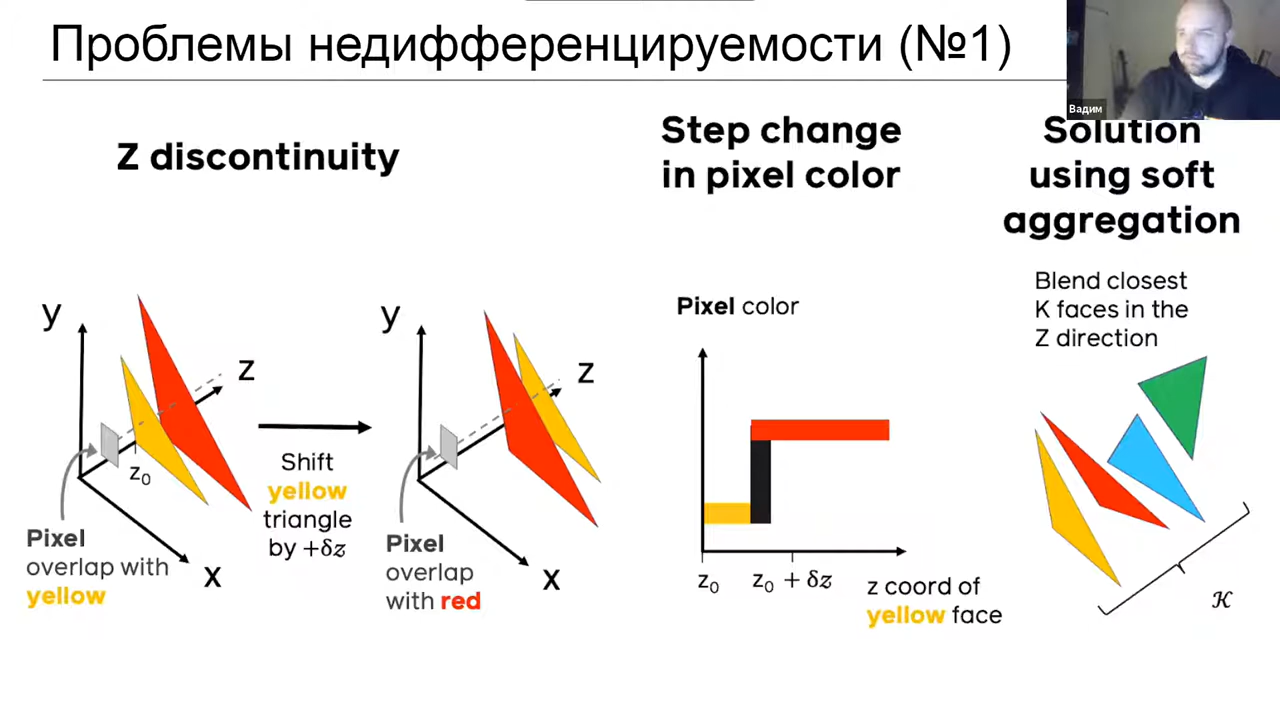 Проблемы недифференцируемости (№1)
Вадим
Z discontinuity
Step change
in pixel color
Solution
using soft
aggregation
Blend closest
K faces in the
Z direction
y
z
z₀
x
Pixel
overlap with
yellow
Shift
yellow
triangle
by +δz
y
z
x
Pixel
overlap
with red
Pixel color
z₀
z₀ + δz
z coord of
yellow face
𝒦